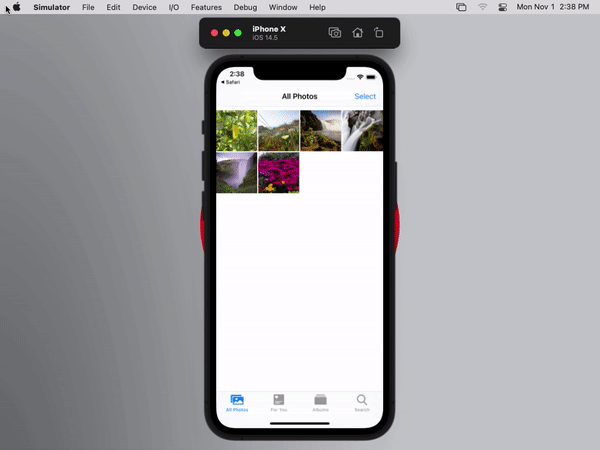 Simulator File Edit Device I/O Features Debug Window Help Mon Nov 1 2:38 PM
iPhone X
iOS 14.5
2:38
Safari
All Photos Select
All Photos For You Albums Search